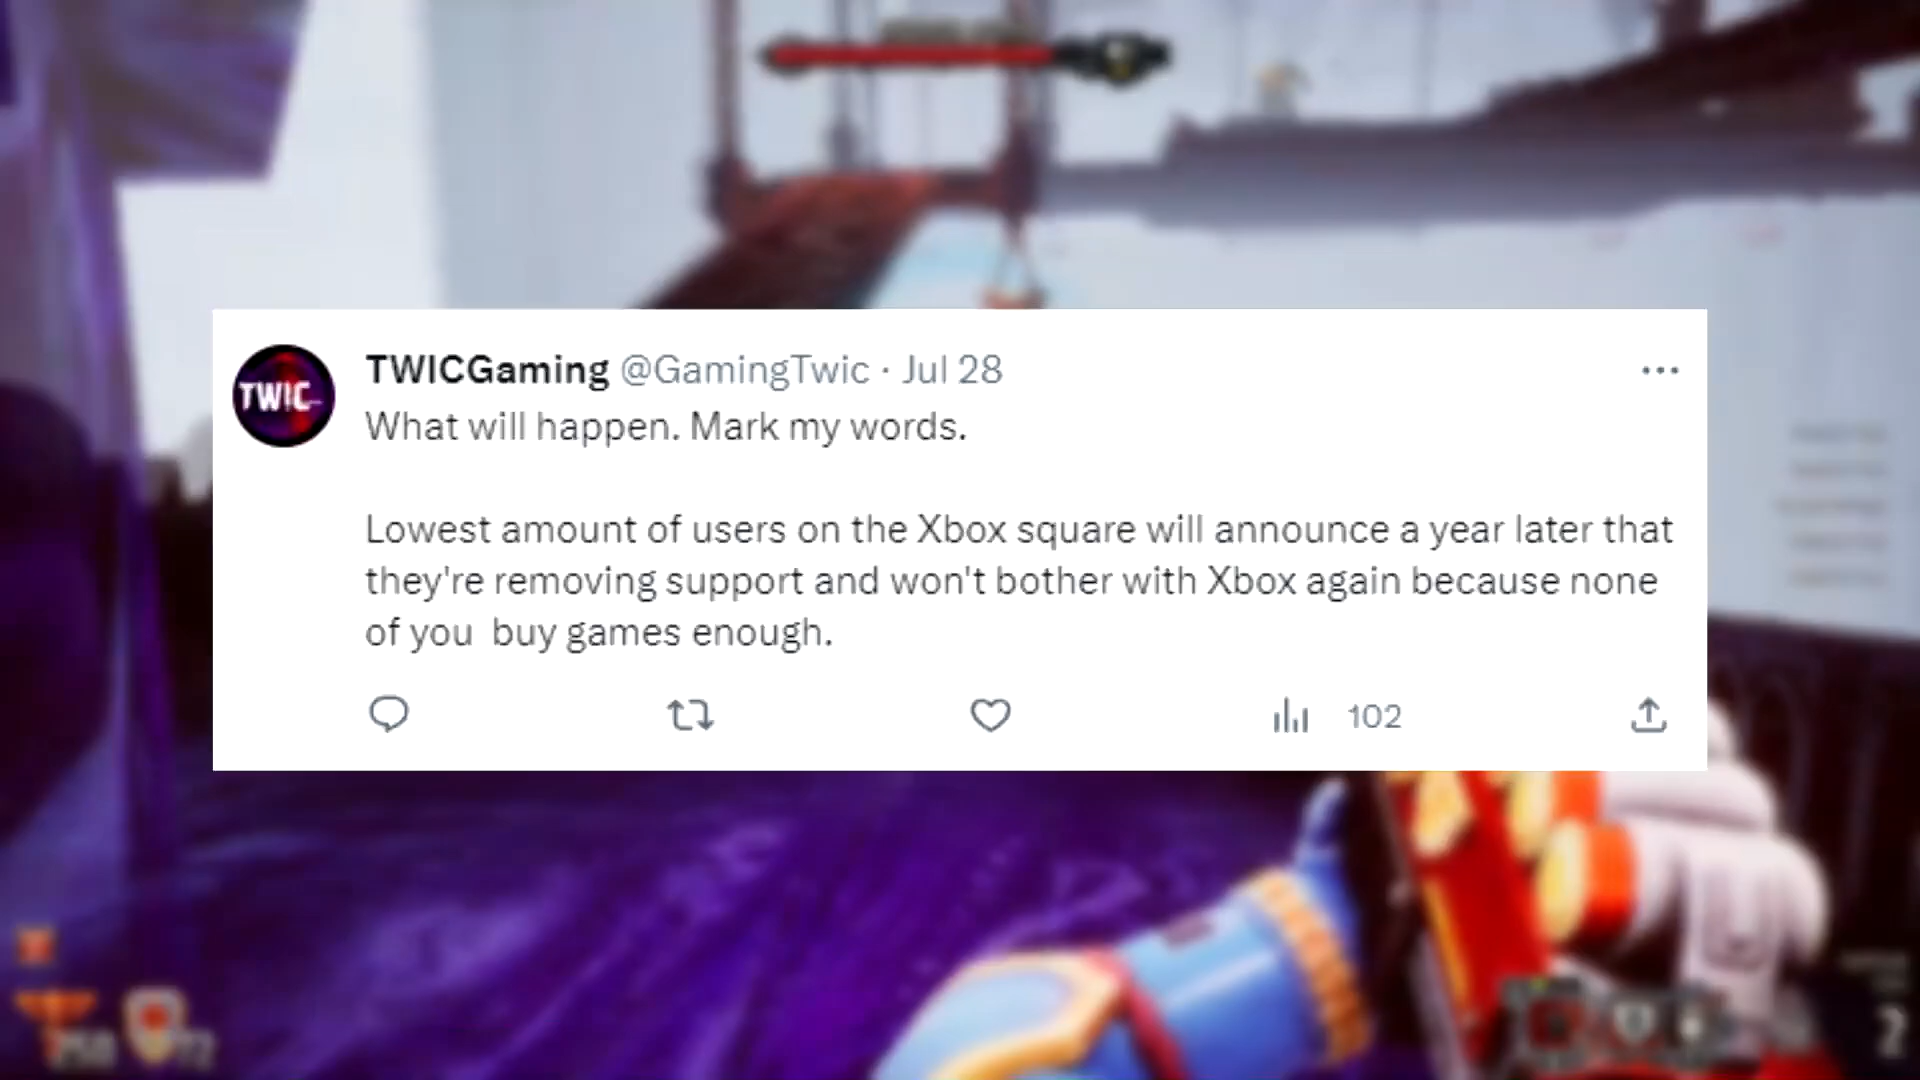 TWICGaming @GamingTwic · Jul 28
TWIC
What will happen. Mark my words.
Lowest amount of users on the Xbox square will announce a year later that
they're removing support and won't bother with Xbox again because none
of you  buy games enough.
102
2